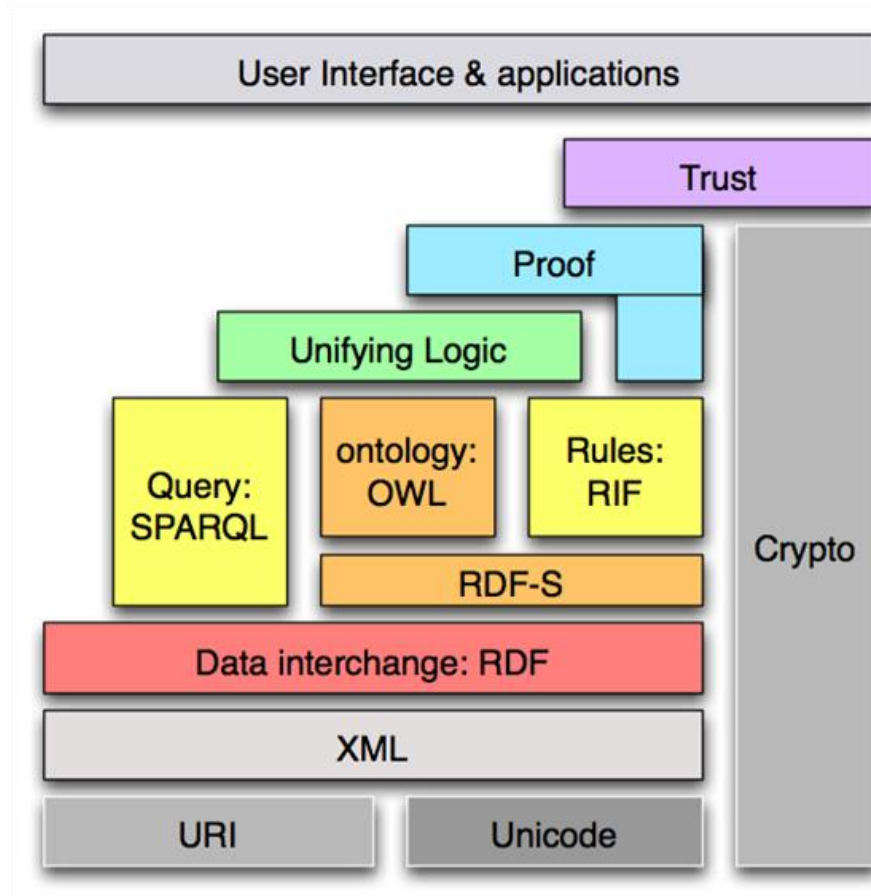 User Interface & applications
Trust
Proof
Unifying Logic
ontology:
OWL
Rules:
RIF
Query:
SPARQL
Crypto
RDF-S
Data interchange: RDF
XML
URI
Unicode